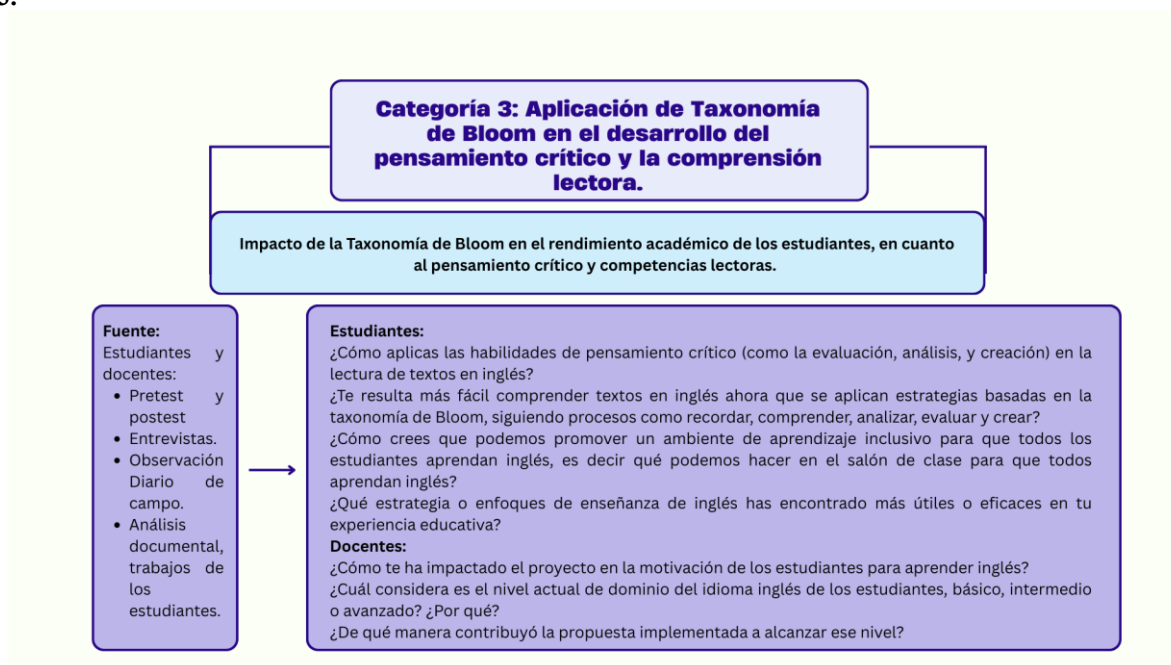 Categoría 3: Aplicación de Taxonomía
de Bloom en el desarrollo del
pensamiento crítico y la comprensión
lectora.
Impacto de la Taxonomía de Bloom en el rendimiento académico de los estudiantes, en cuanto
al pensamiento crítico y competencias lectoras.
Fuente:
Estudiantes y
docentes:
• Pretest y
postest
• Entrevistas.
• Observación
Diario de
campo.
• Análisis
documental,
trabajos de
los
estudiantes.
Estudiantes:
¿Cómo aplicas las habilidades de pensamiento crítico (como la evaluación, análisis, y creación) en la
lectura de textos en inglés?
¿Te resulta más fácil comprender textos en inglés ahora que se aplican estrategias basadas en la
taxonomía de Bloom, siguiendo procesos como recordar, comprender, analizar, evaluar y crear?
¿Cómo crees que podemos promover un ambiente de aprendizaje inclusivo para que todos los
estudiantes aprendan inglés, es decir qué podemos hacer en el salón de clase para que todos
aprendan inglés?
¿Qué estrategia o enfoques de enseñanza de inglés has encontrado más útiles o eficaces en tu
experiencia educativa?
Docentes:
¿Cómo te ha impactado el proyecto en la motivación de los estudiantes para aprender inglés?
¿Cuál considera es el nivel actual de dominio del idioma inglés de los estudiantes, básico, intermedio
o avanzado? ¿Por qué?
¿De qué manera contribuyó la propuesta implementada a alcanzar ese nivel?